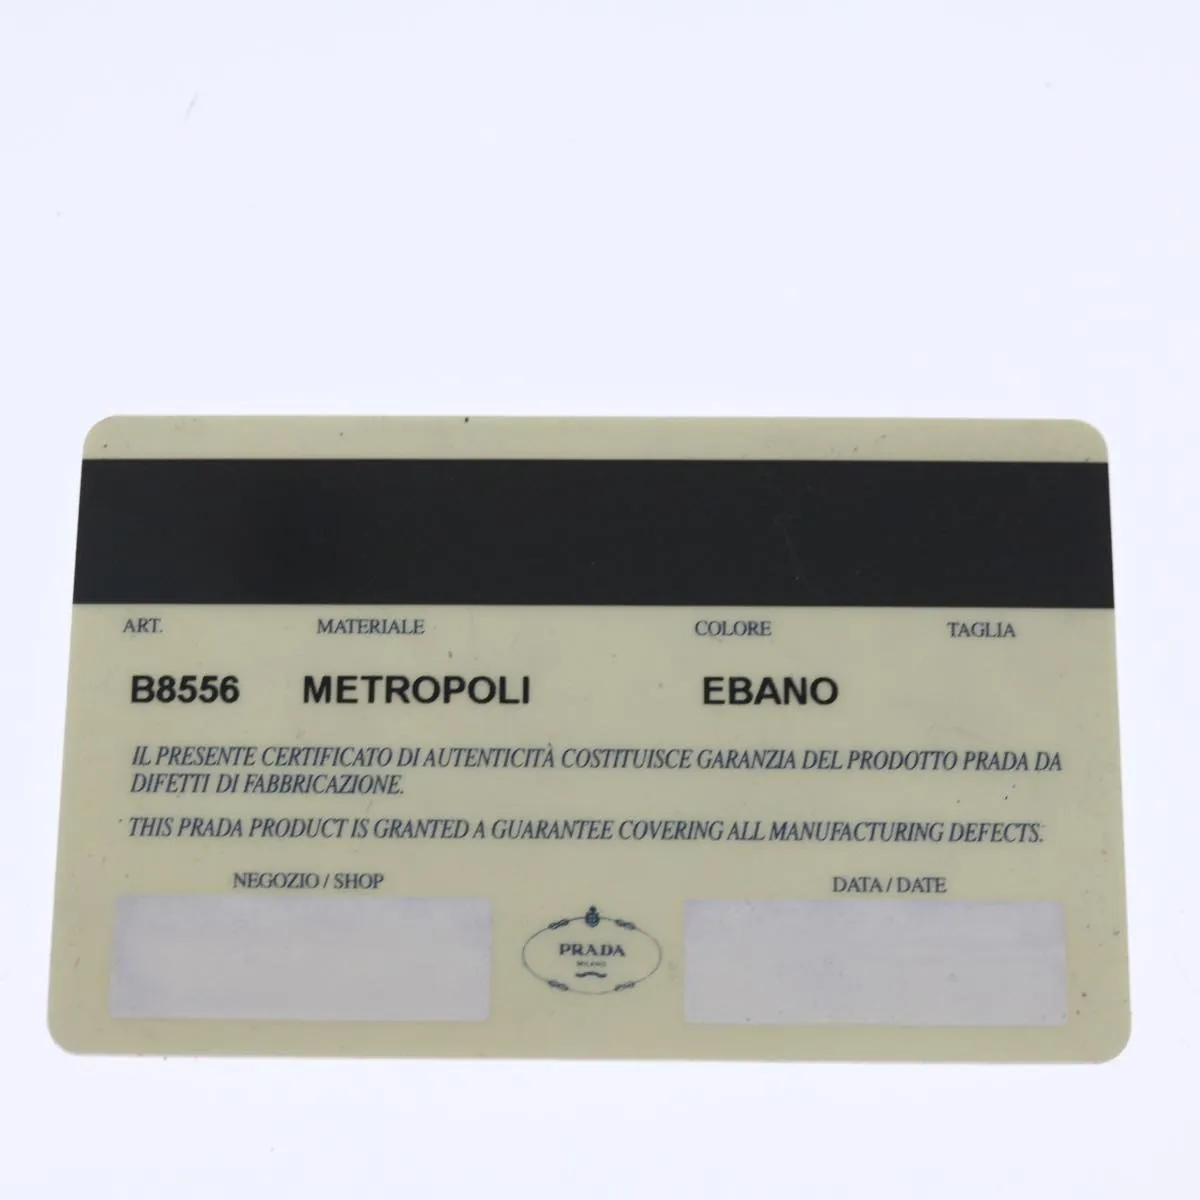 ART. MATERIALE COLORE TAGLIA
B8556 METROPOLI EBANO
IL PRESENTE CERTIFICATO DI AUTENTICITÀ COSTITUISCE GARANZIA DEL PRODOTTO PRADA DA
DIFETTI DI FABBRICAZIONE.
THIS PRADA PRODUCT IS GRANTED A GUARANTEE COVERING ALL MANUFACTURING DEFECTS.
NEGOZIO / SHOP DATA / DATE
PRADA
MILANO